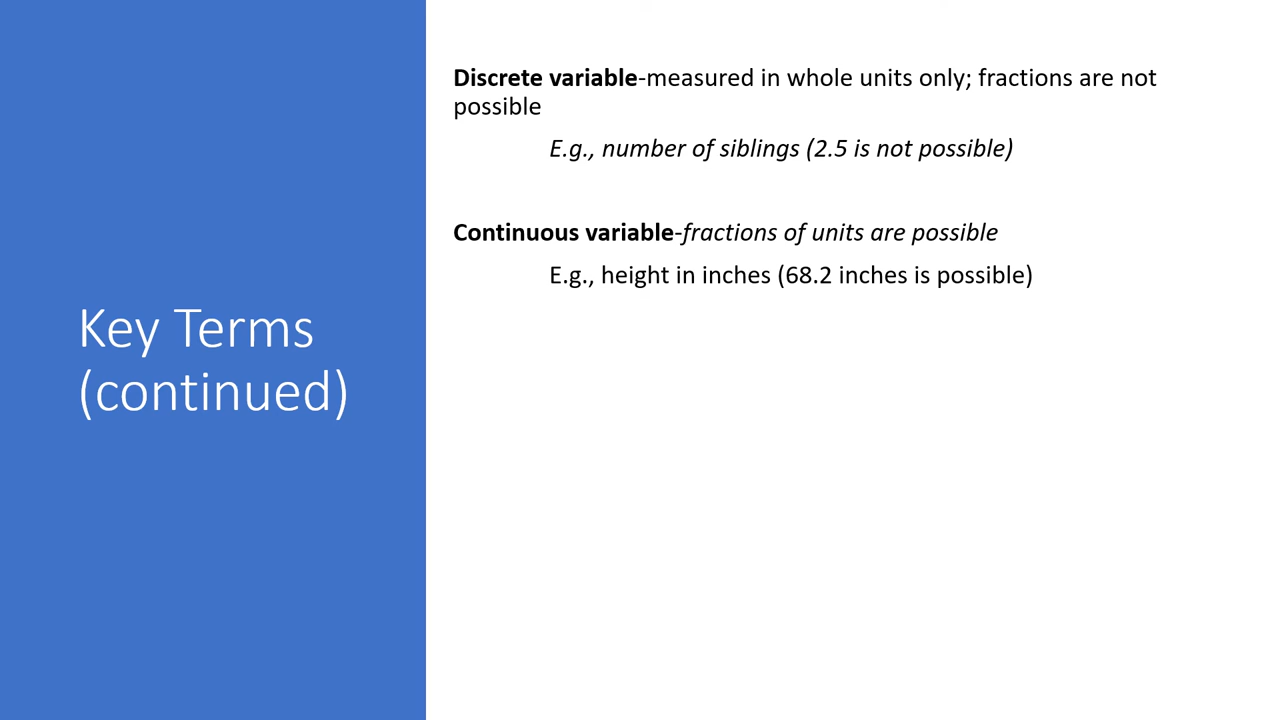 Key Terms
(continued)
Discrete variable-measured in whole units only; fractions are not
possible
E.g., number of siblings (2.5 is not possible)
Continuous variable-fractions of units are possible
E.g., height in inches (68.2 inches is possible)